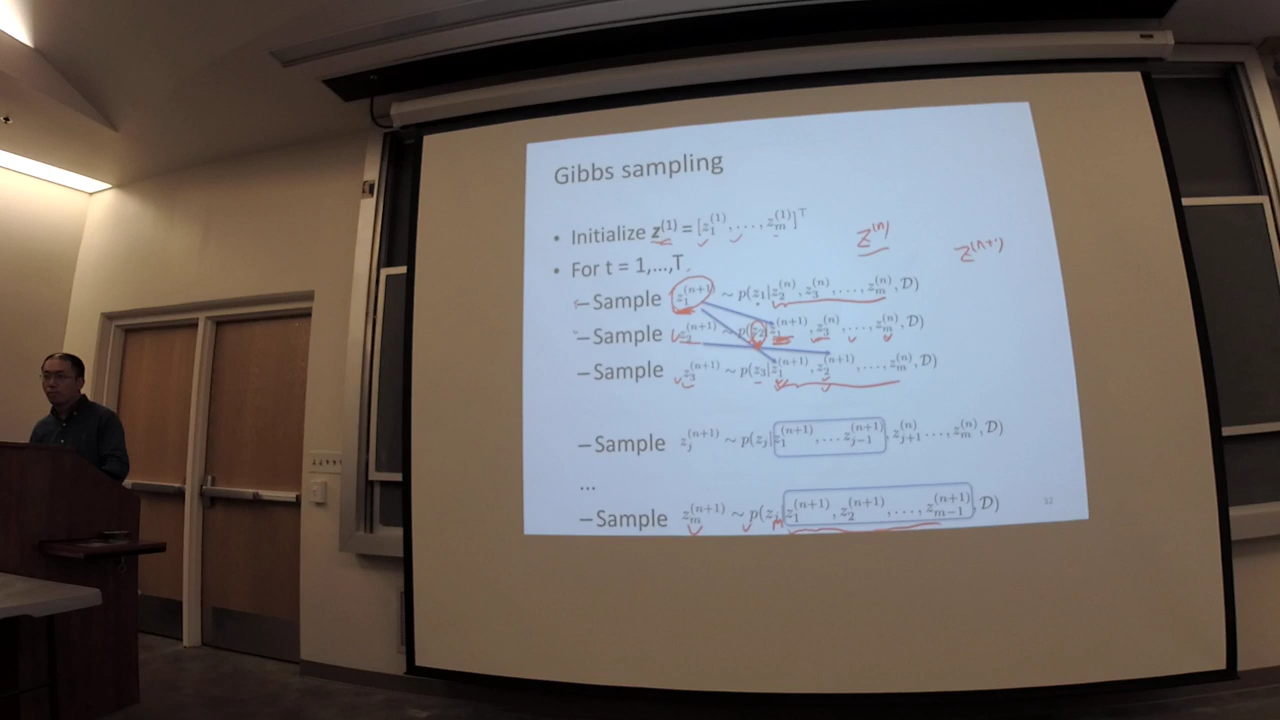 Gibbs sampling
• Initialize z^(1) = [z_1^(1), . . . , z_m^(1)]^⊤
z^(n)
z^(n+1)
• For t = 1,...,T
– Sample z_1^(n+1) ∼ p(z_1|z_2^(n), z_3^(n), . . . , z_m^(n), D)
– Sample z_2^(n+1) ∼ p(z_2|z_1^(n+1), z_3^(n), . . . , z_m^(n), D)
– Sample z_3^(n+1) ∼ p(z_3|z_1^(n+1), z_2^(n+1), . . . , z_m^(n), D)
– Sample z_j^(n+1) ∼ p(z_j|z_1^(n+1), . . . z_{j−1}^(n+1), z_{j+1}^(n) . . . , z_m^(n), D)
...
– Sample z_m^(n+1) ∼ p(z_j|z_1^(n+1), z_2^(n+1), . . . , z_{m−1}^(n+1), D)